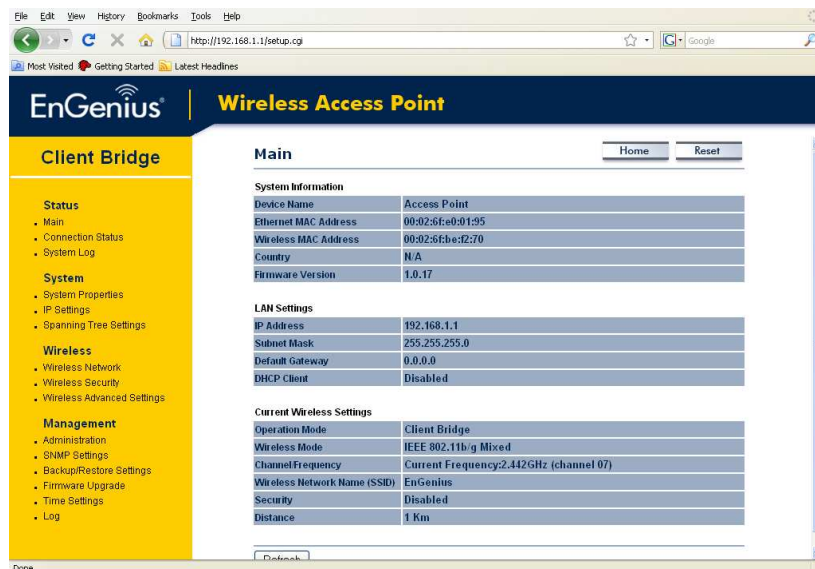 File Edit View History Bookmarks Tools Help
http://192.168.1.1/setup.cgi
G Google
Most Visited Getting Started Latest Headlines
EnGenius® Wireless Access Point
Client Bridge
Status
Main
Connection Status
System Log
System
System Properties
IP Settings
Spanning Tree Settings
Wireless
Wireless Network
Wireless Security
Wireless Advanced Settings
Management
Administration
SNMP Settings
Backup/Restore Settings
Firmware Upgrade
Time Settings
Log
Main Home Reset
System Information
Device Name Access Point
Ethernet MAC Address 00:02:6f:e0:01:95
Wireless MAC Address 00:02:6f:be:f2:70
Country N/A
Firmware Version 1.0.17
LAN Settings
IP Address 192.168.1.1
Subnet Mask 255.255.255.0
Default Gateway 0.0.0.0
DHCP Client Disabled
Current Wireless Settings
Operation Mode Client Bridge
Wireless Mode IEEE 802.11b/g Mixed
Channel/Frequency Current Frequency:2.442GHz (channel 07)
Wireless Network Name (SSID) EnGenius
Security Disabled
Distance 1 Km
Refresh
Done